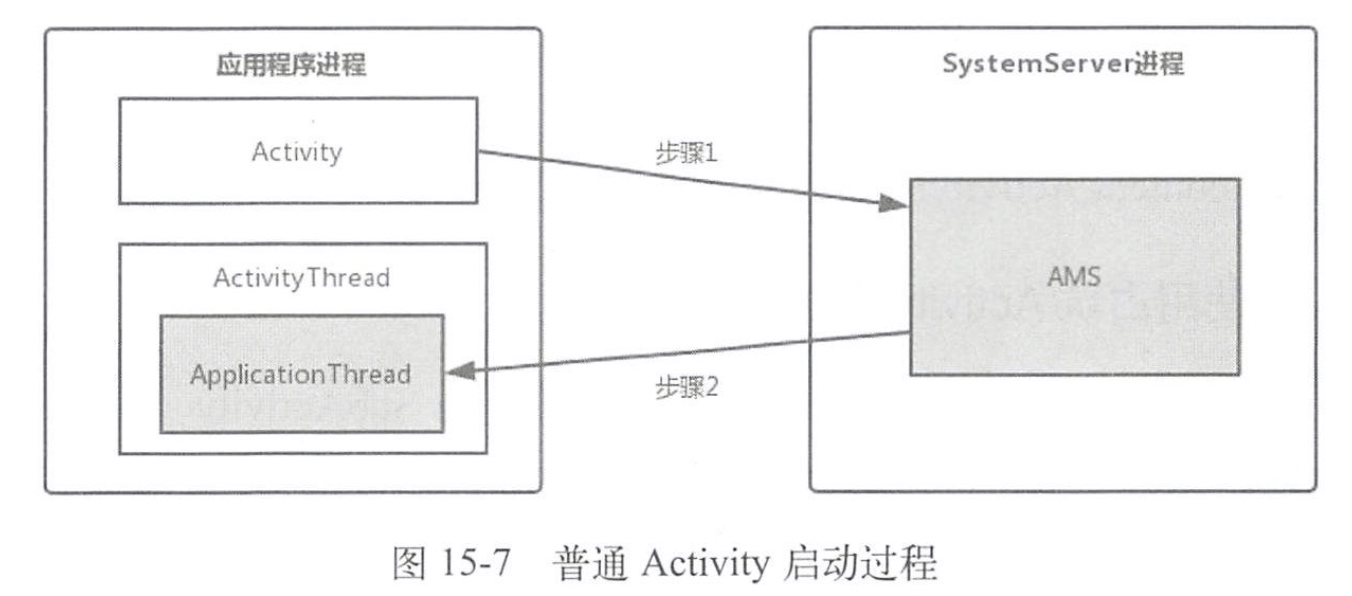 应用程序进程
SystemServer进程
Activity
步骤1
AMS
ActivityThread
ApplicationThread
步骤2
图 15-7 普通 Activity 启动过程